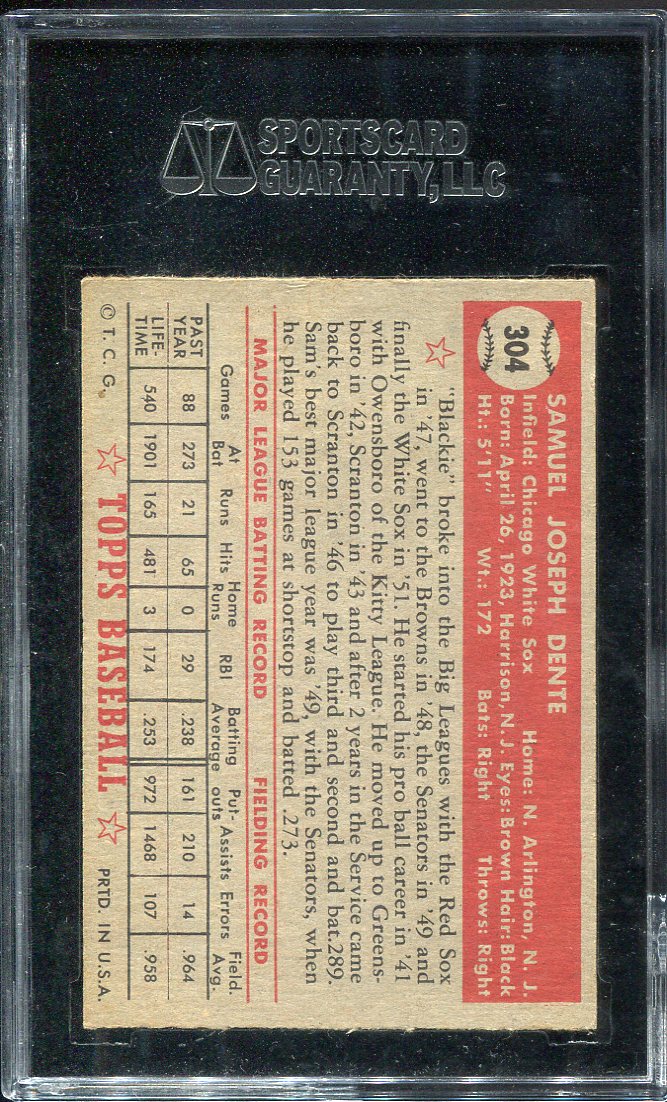 SPORTSCARD
GUARANTY, LLC
304
SAMUEL JOSEPH DENTE
Infield: Chicago White Sox Home: N. Arlington, N. J.
Born: April 26, 1923, Harrison, N. J. Eyes: Brown Hair: Black
Ht.: 5'11" Wt.: 172 Bats: Right Throws: Right
"Blackie" broke into the Big Leagues with the Red Sox
in '47, went to the Browns in '48, the Senators in '49 and
finally the White Sox in '51. He started his pro ball career in '41
with Owensboro of the Kitty League. He moved up to Greens-
boro in '42, Scranton in '43 and after 2 years in the Service came
back to Scranton in '46 to play third and second and bat.289.
Sam's best major league year was '49, with the Senators, when
he played 153 games at shortstop and batted .273.
MAJOR LEAGUE BATTING RECORD FIELDING RECORD
Games At Bat Runs Hits Home Runs RBI Batting Average Put-outs Assists Errors Field. Avg.
PAST YEAR 88 273 21 65 0 29 .238 161 210 14 .964
LIFE-TIME 540 1901 165 481 3 174 .253 972 1468 107 .958
© T. C. G. TOPPS BASEBALL PRTD. IN U.S.A.